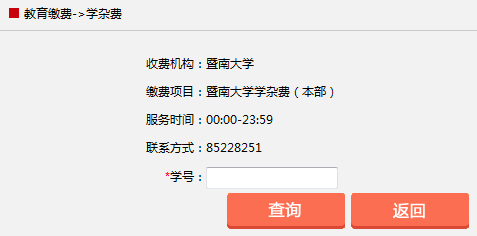 教育缴费->学杂费
收费机构：暨南大学
缴费项目：暨南大学学杂费（本部）
服务时间：00:00-23:59
联系方式：85228251
*学号：
查询 返回